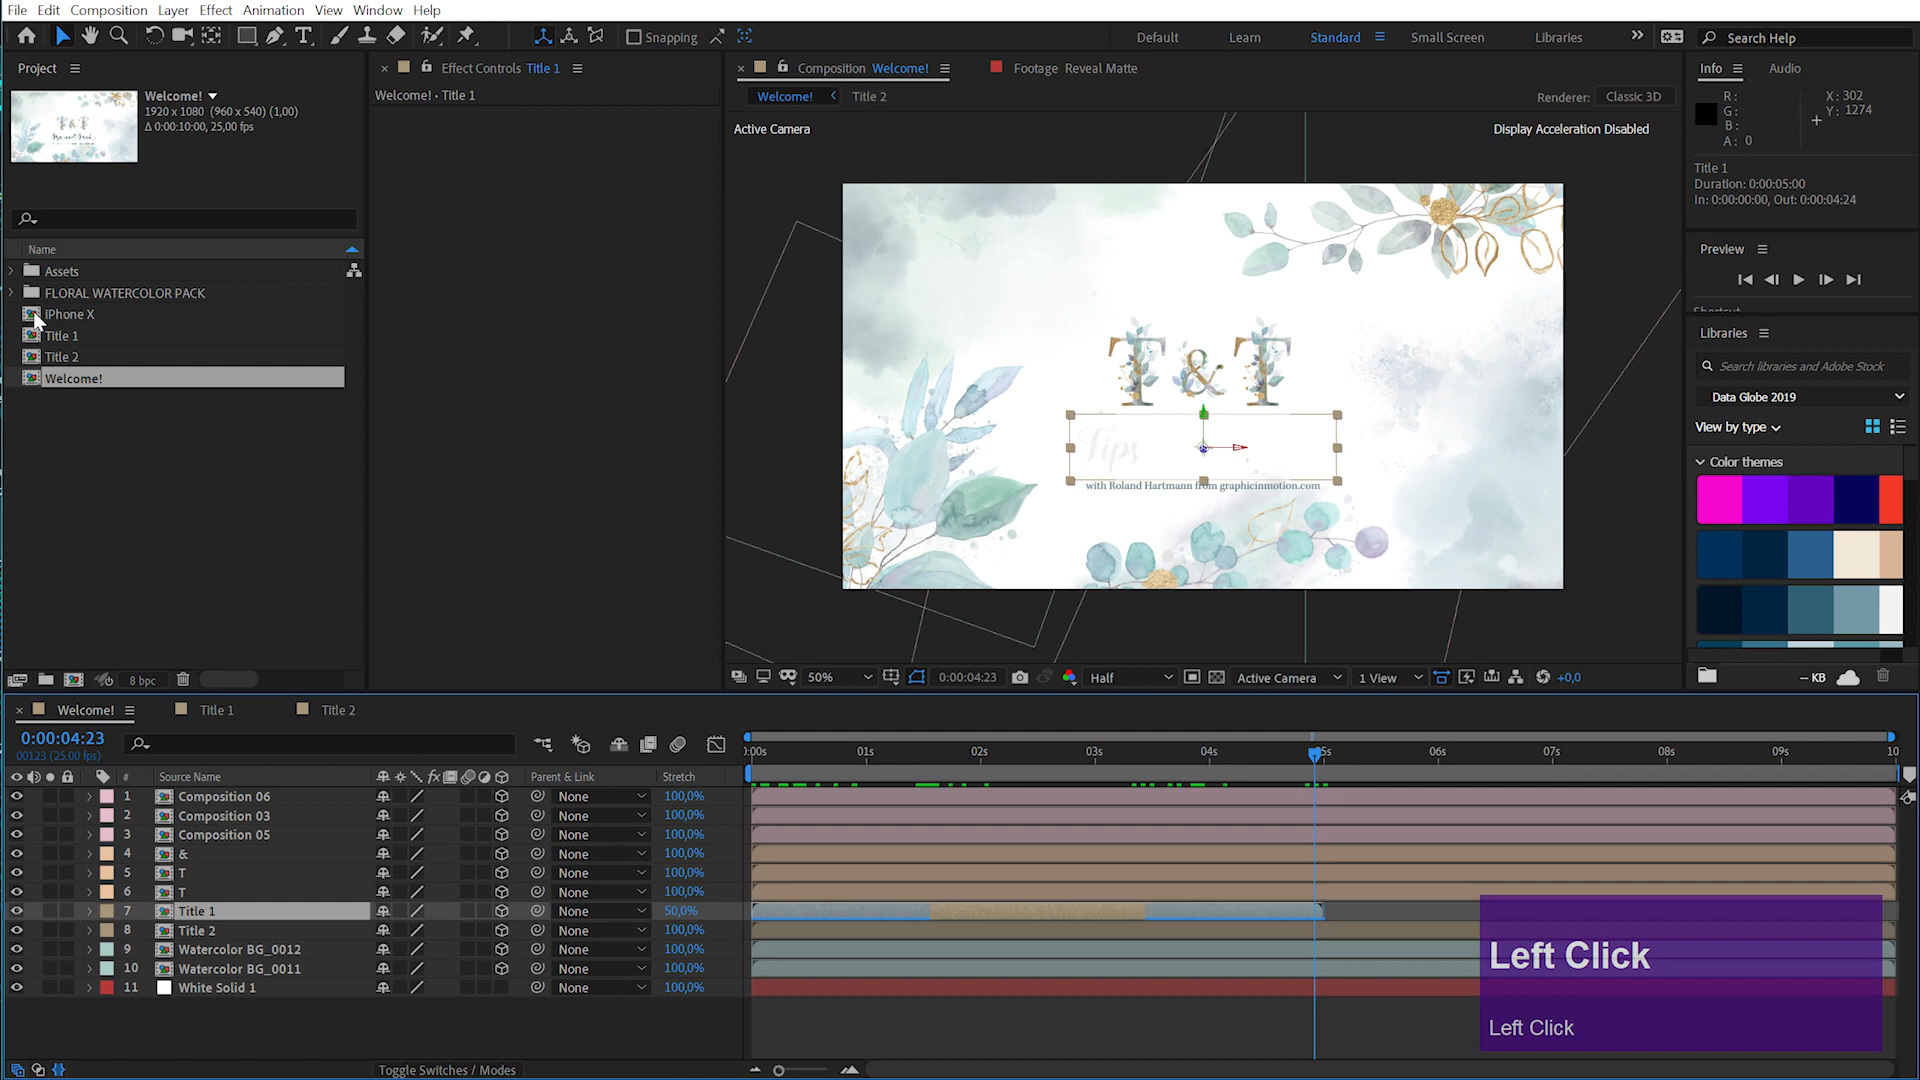 File Edit Composition Layer Effect Animation View Window Help
Snapping
Default Learn Standard Small Screen Libraries
Search Help
Project
Effect Controls Title 1
Composition Welcome!
Footage Reveal Matte
Info Audio
Welcome!
1920 x 1080 (960 x 540) (1,00)
Δ 0:00:10:00, 25,00 fps
Welcome! • Title 1
Welcome! Title 2
Renderer: Classic 3D
R:
G:
B:
A: 0
X: 302
Y: 1274
Active Camera
Display Acceleration Disabled
Title 1
Duration: 0:00:05:00
In: 0:00:00:00, Out: 0:00:04:24
Name
Assets
FLORAL WATERCOLOR PACK
iPhone X
Title 1
Title 2
Welcome!
Preview
Shortcut
T & T
Tips
with Roland Hartmann from graphicinmotion.com
Libraries
Search libraries and Adobe Stock
Data Globe 2019
View by type
Color themes
8 bpc
50% 0:00:04:23 Half Active Camera 1 View +0,0
-- KB
Welcome! Title 1 Title 2
0:00:04:23
00123 (25.00 fps)
:00s 01s 02s 03s 04s 05s 06s 07s 08s 09s 10
# Source Name fx Parent & Link Stretch
1 Composition 06 None 100,0%
2 Composition 03 None 100,0%
3 Composition 05 None 100,0%
4 & None 100,0%
5 T None 100,0%
6 T None 100,0%
7 Title 1 None 50,0%
8 Title 2 None 100,0%
9 Watercolor BG_0012 None 100,0%
10 Watercolor BG_0011 None 100,0%
11 White Solid 1 None 100,0%
Left Click
Left Click
Toggle Switches / Modes